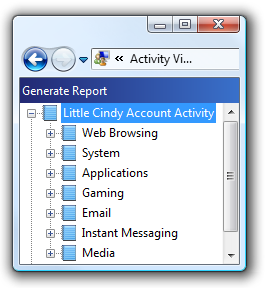 « Activity Vi...
Generate Report
Little Cindy Account Activity
Web Browsing
System
Applications
Gaming
Email
Instant Messaging
Media